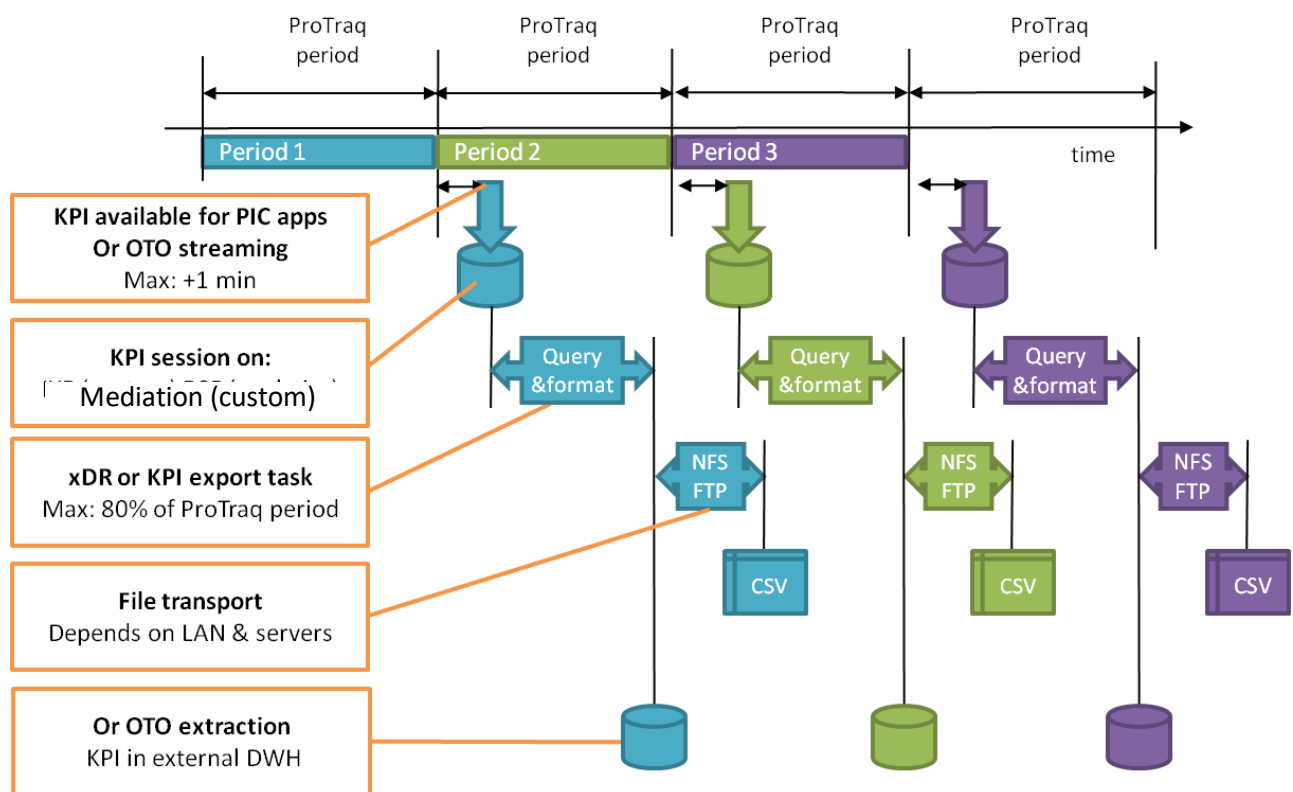 ProTraq
period
ProTraq
period
ProTraq
period
ProTraq
period
Period 1
Period 2
Period 3
time
KPI available for PIC apps
Or OTO streaming
Max: +1 min
KPI session on:
Mediation (custom)
Query
&format
Query
&format
Query
&format
xDR or KPI export task
Max: 80% of ProTraq period
NFS
FTP
NFS
FTP
NFS
FTP
File transport
Depends on LAN & servers
CSV
CSV
CSV
Or OTO extraction
KPI in external DWH